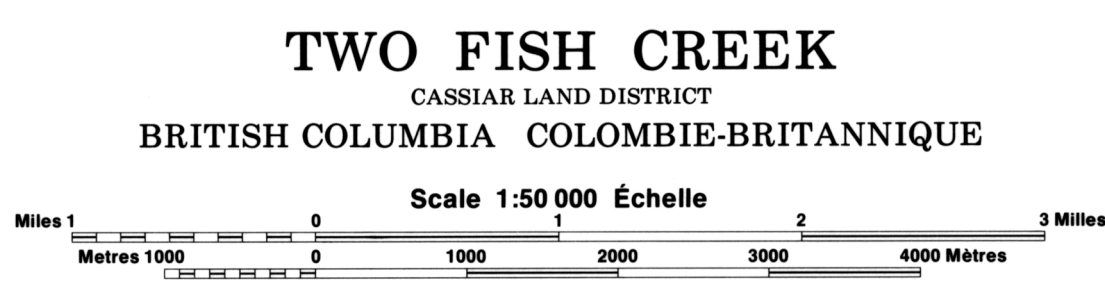 TWO FISH CREEK
CASSIAR LAND DISTRICT
BRITISH COLUMBIA COLOMBIE-BRITANNIQUE
Scale 1:50 000 Échelle
Miles 1 0 1 2 3 Milles
Metres 1000 0 1000 2000 3000 4000 Mètres